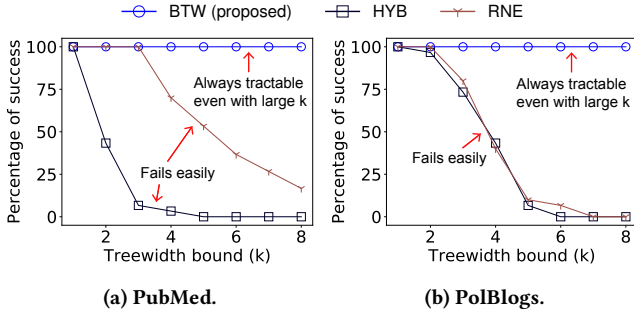 BTW (proposed) HYB RNE
Percentage of success
100
75
50
25
0
Always tractable
even with large k
Fails easily
2 4 6 8
Treewidth bound (k)
(a) PubMed.
Percentage of success
100
75
50
25
0
Always tractable
even with large k
Fails easily
2 4 6 8
Treewidth bound (k)
(b) PolBlogs.